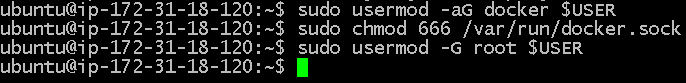 ubuntu@ip-172-31-18-120:~$ sudo usermod -aG docker $USER
ubuntu@ip-172-31-18-120:~$ sudo chmod 666 /var/run/docker.sock
ubuntu@ip-172-31-18-120:~$ sudo usermod -G root $USER
ubuntu@ip-172-31-18-120:~$